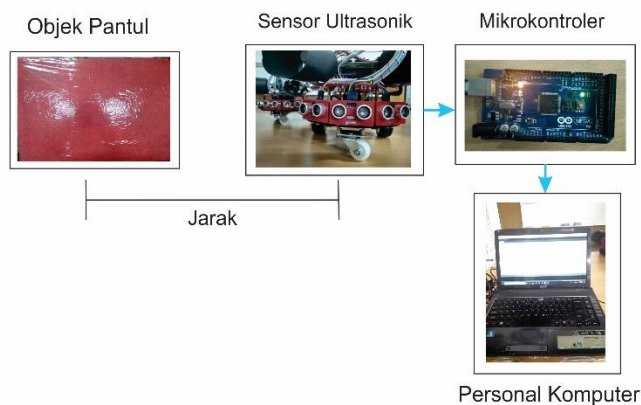 Objek Pantul
Sensor Ultrasonik
Mikrokontroler
Jarak
Personal Komputer